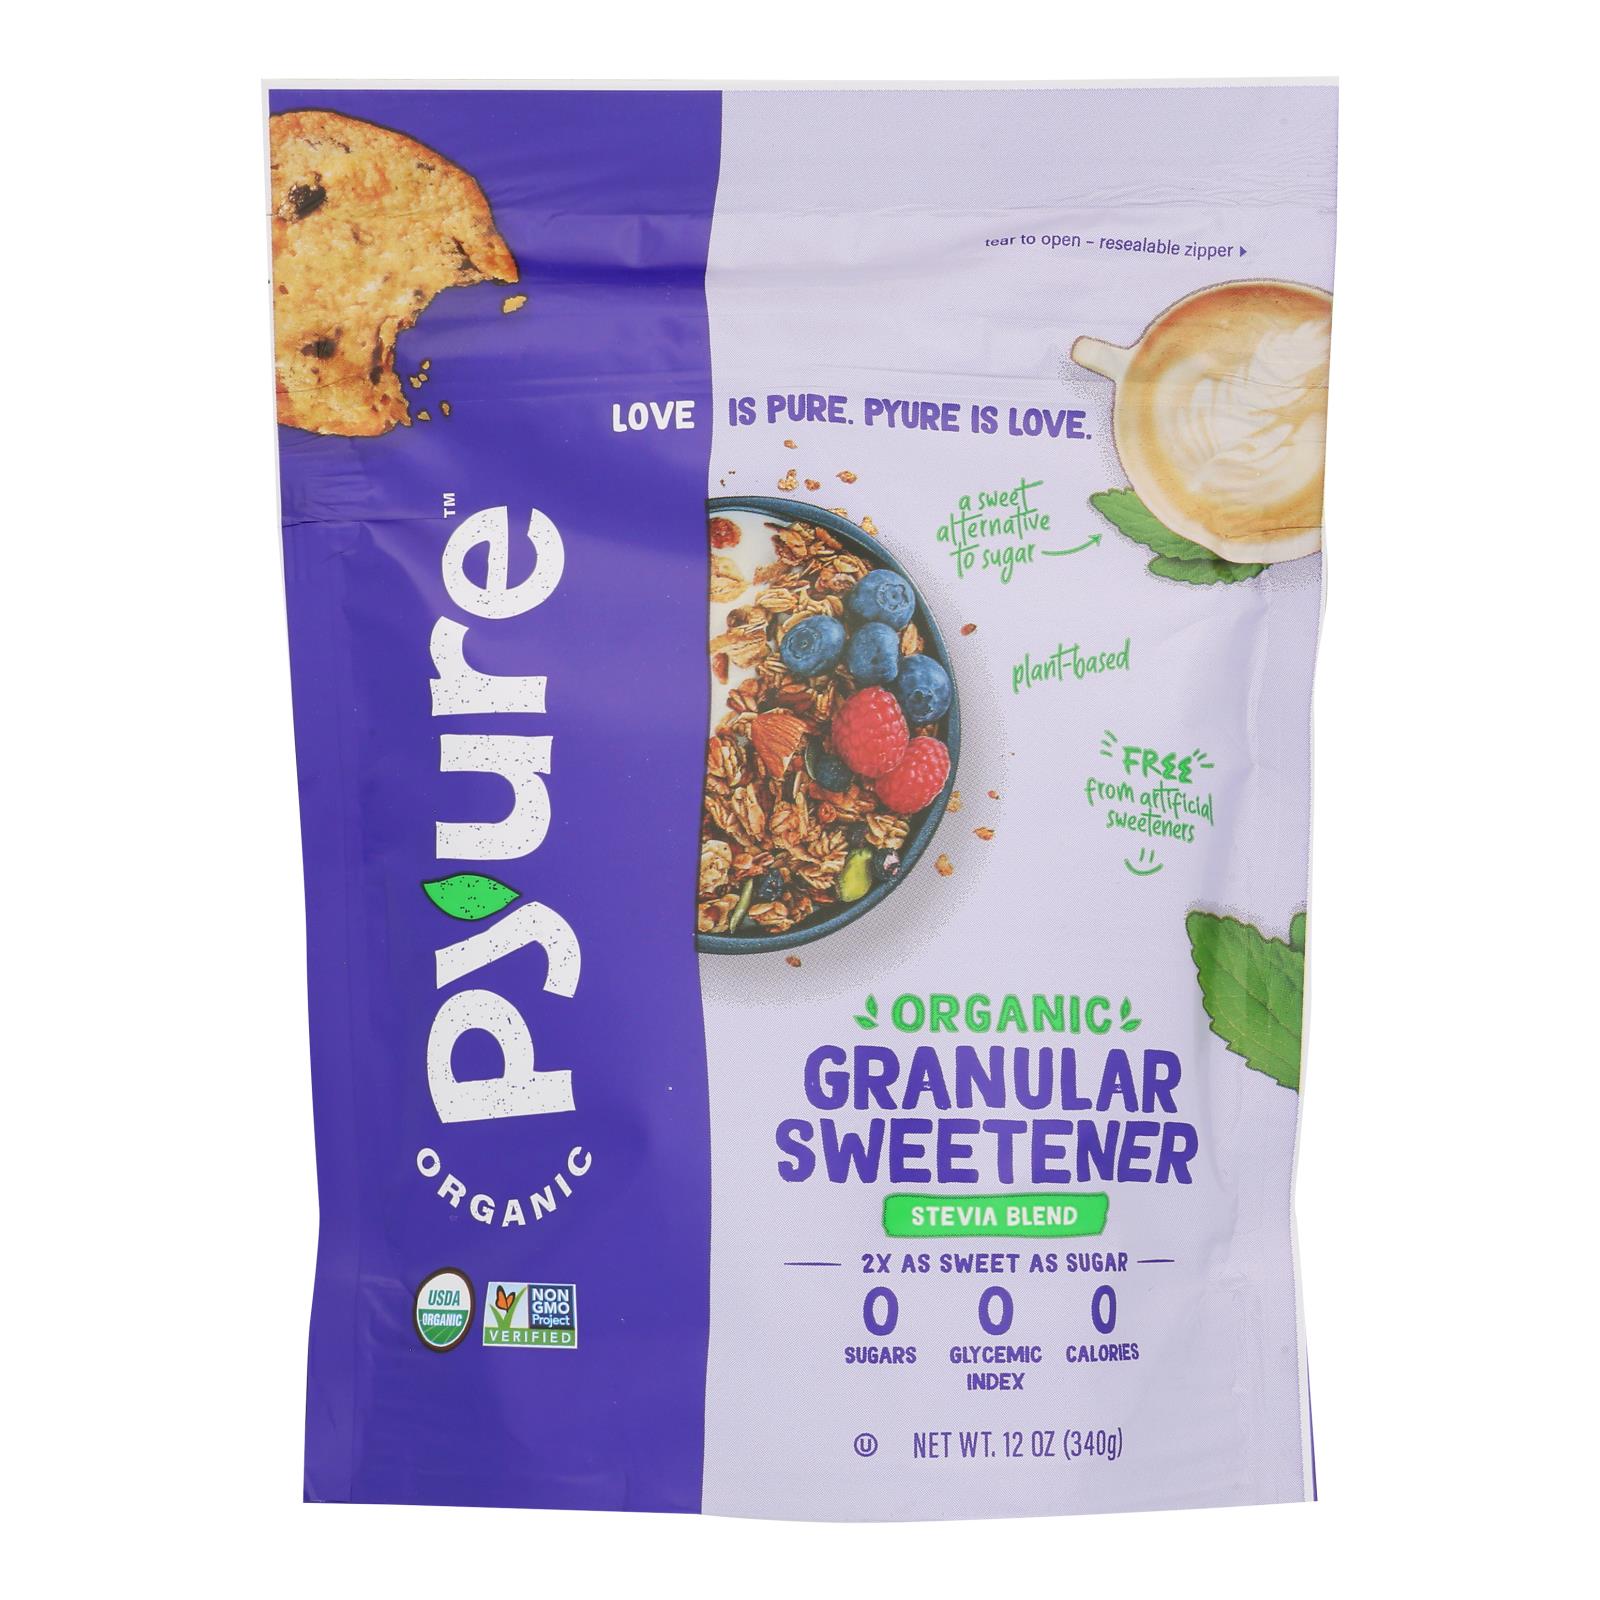 tear to open – resealable zipper
LOVE IS PURE. PYURE IS LOVE.
a sweet
alternative
to sugar
plant-based
FREE
from artificial
sweeteners
pyure™
ORGANIC
ORGANIC
GRANULAR
SWEETENER
STEVIA BLEND
2X AS SWEET AS SUGAR
0 0 0
SUGARS GLYCEMIC CALORIES
INDEX
USDA
ORGANIC
NON
GMO
Project
VERIFIED
U NET WT. 12 OZ (340g)